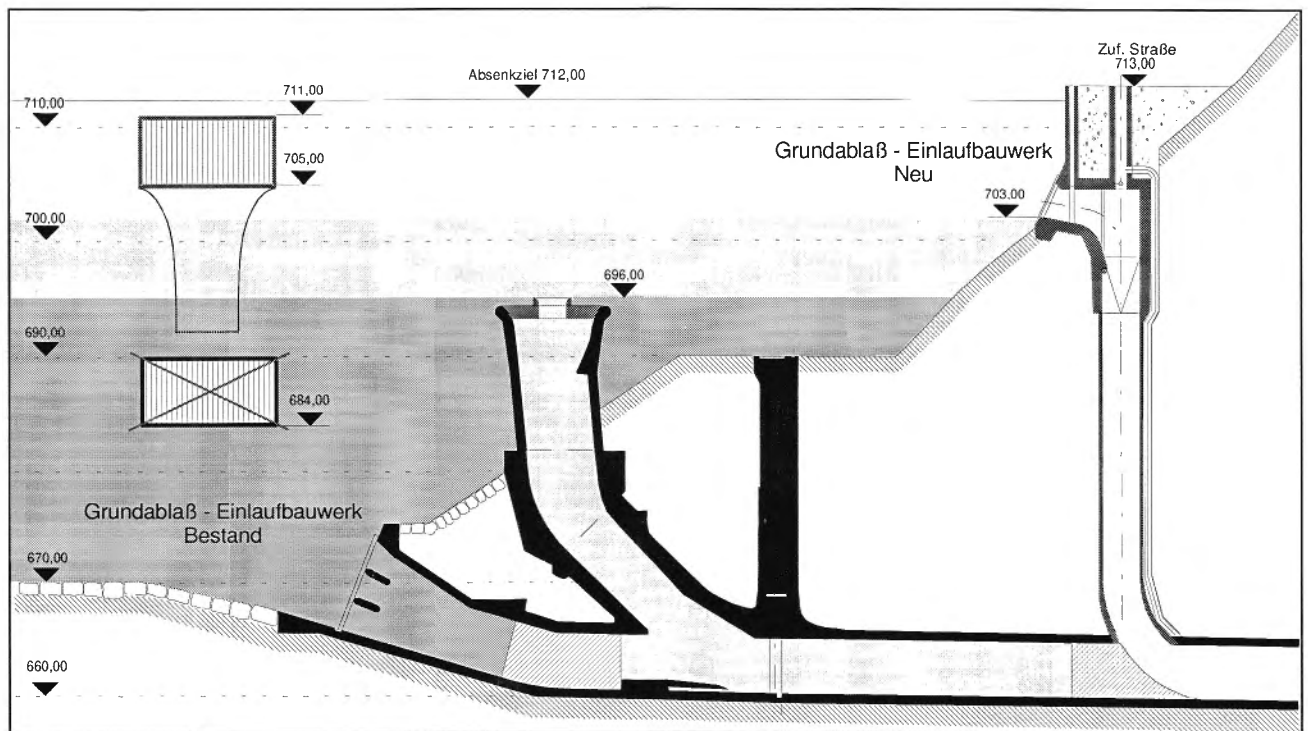 Absenkziel 712,00
Zuf. Straße
713,00
710,00
711,00
705,00
Grundablaß - Einlaufbauwerk
Neu
703,00
700,00
696,00
690,00
684,00
Grundablaß - Einlaufbauwerk
Bestand
670,00
660,00